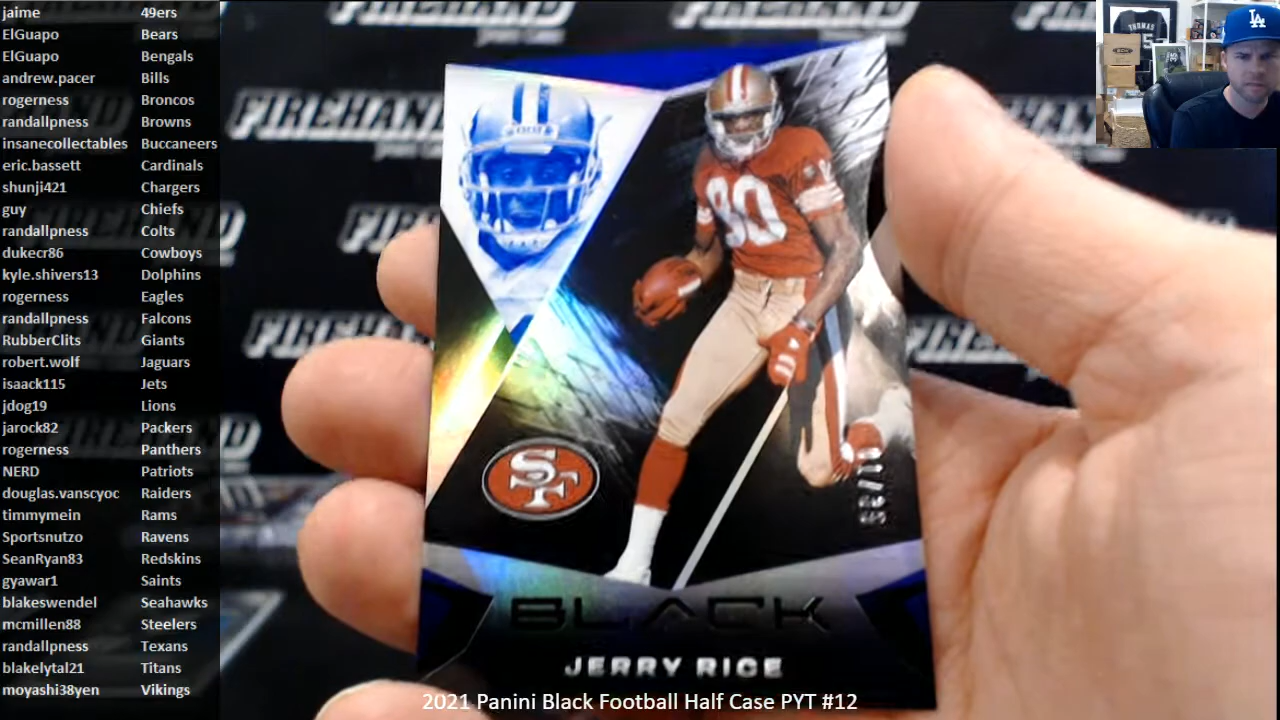 jaime 49ers
ElGuapo Bears
ElGuapo Bengals
andrew.pacer Bills
rogerness Broncos
randallpness Browns
insanecollectables Buccaneers
eric.bassett Cardinals
shunji421 Chargers
guy Chiefs
randallpness Colts
dukecr86 Cowboys
kyle.shivers13 Dolphins
rogerness Eagles
randallpness Falcons
RubberClits Giants
robert.wolf Jaguars
isaack115 Jets
jdog19 Lions
jarock82 Packers
rogerness Panthers
NERD Patriots
douglas.vanscyoc Raiders
timmymein Rams
Sportsnutzo Ravens
SeanRyan83 Redskins
gyawar1 Saints
blakeswendel Seahawks
mcmillen88 Steelers
randallpness Texans
blakelytal21 Titans
moyashi38yen Vikings
FIREHAND
THOMAS
LA
80
SF
BLACK
JERRY RICE
2021 Panini Black Football Half Case PYT #12